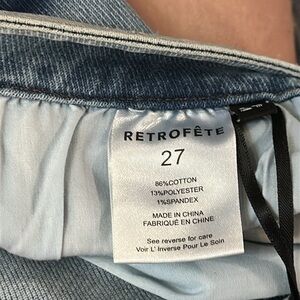 RETROFÊTE
27
86%COTTON
13%POLYESTER
1%SPANDEX
MADE IN CHINA
FABRIQUÉ EN CHINE
See reverse for care
Voir L' Inverse Pour Le Soin